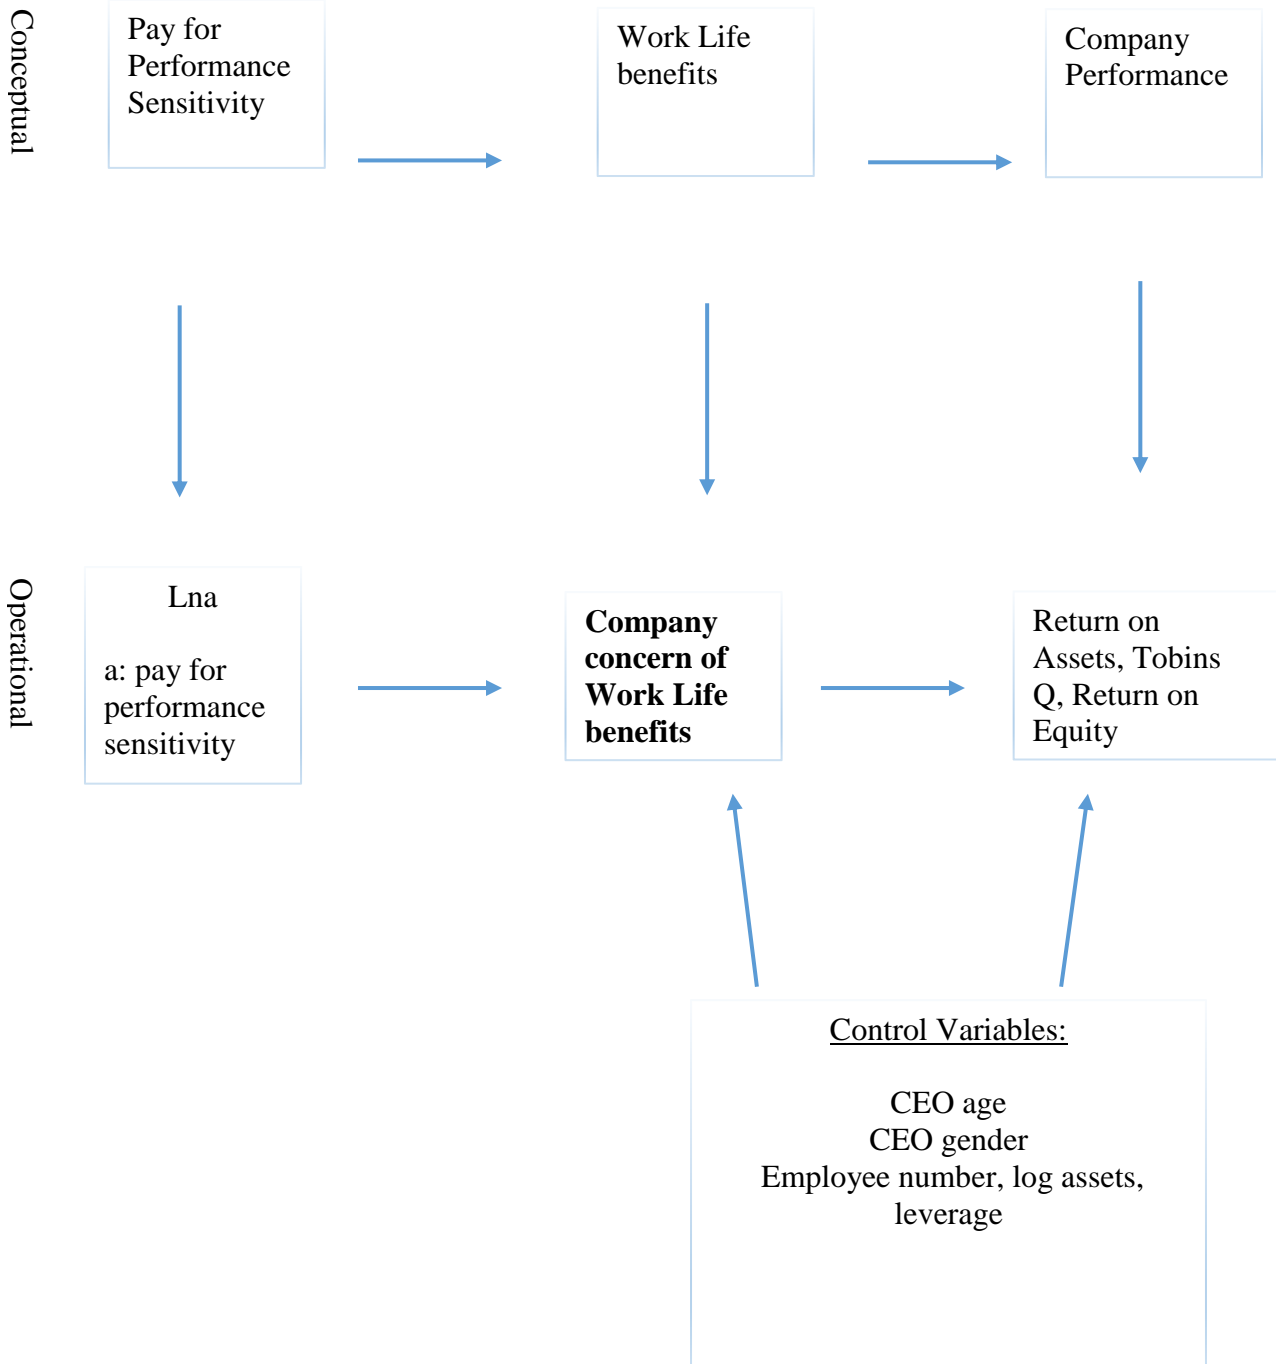 Conceptual
Pay for
Performance
Sensitivity
Work Life
benefits
Company
Performance
Operational
Lna
a: pay for
performance
sensitivity
Company
concern of
Work Life
benefits
Return on
Assets, Tobins
Q, Return on
Equity
Control Variables:
CEO age
CEO gender
Employee number, log assets,
leverage